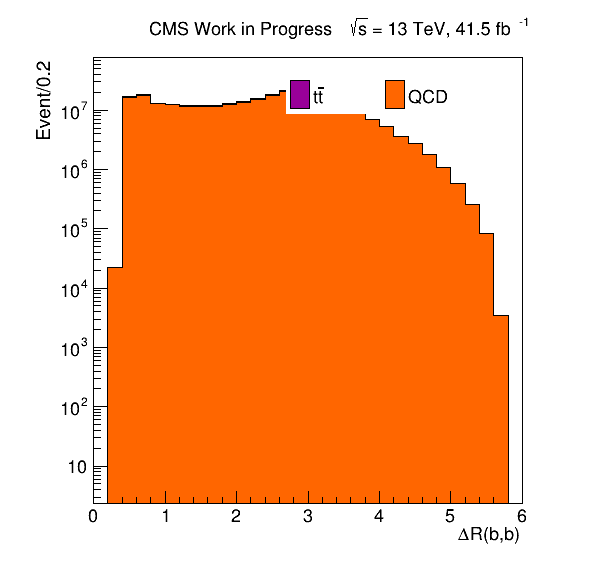 CMS Work in Progress √s = 13 TeV, 41.5 fb⁻¹
Event/0.2
tt̄ QCD
10⁷
10⁶
10⁵
10⁴
10³
10²
10
0 1 2 3 4 5 6
ΔR(b,b)